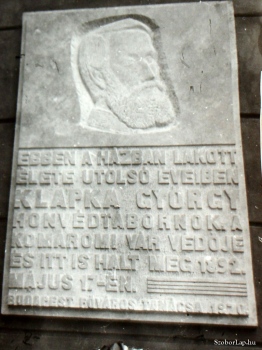 EBBEN A HÁZBAN LAKOTT
ÉLETE UTOLSÓ ÉVEIBEN
KLAPKA GYÖRGY
HONVÉDTÁBORNOK, A
KOMÁROMI VÁR VÉDŐJE
ÉS ITT IS HALT MEG 1892.
MÁJUS 17-ÉN.
BUDAPEST FŐVÁROS TANÁCSA
© SzoborLap.hu